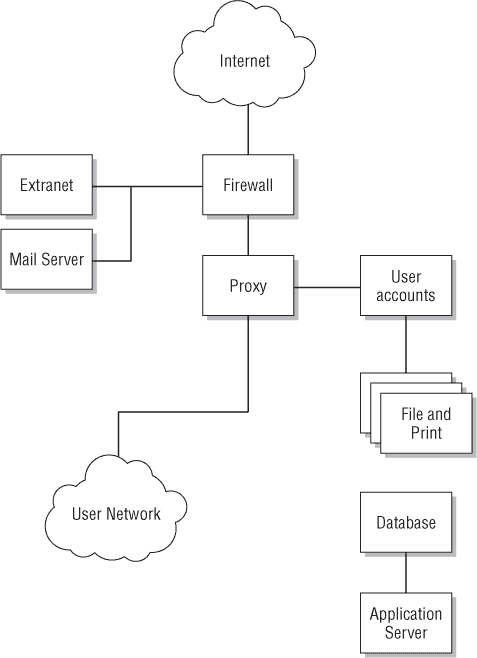 Internet
Extranet
Firewall
Mail Server
Proxy
User
accounts
File and
Print
User Network
Database
Application
Server